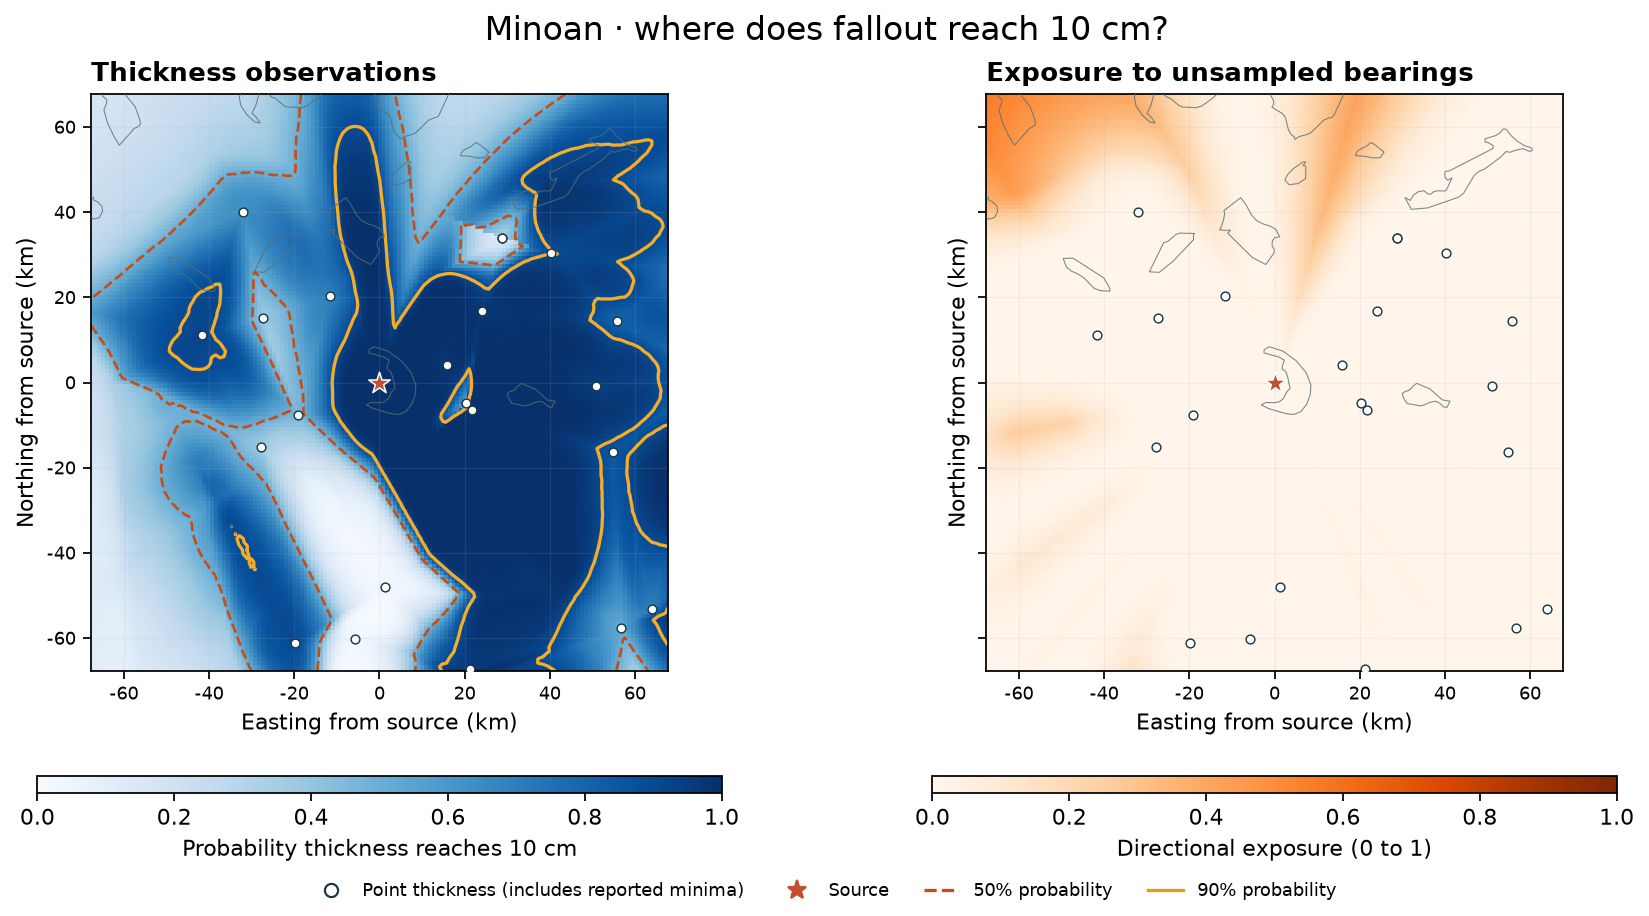 Minoan · where does fallout reach 10 cm?
Thickness observations
Exposure to unsampled bearings
Northing from source (km)
60
40
20
0
-20
-40
-60
-60 -40 -20 0 20 40 60
Easting from source (km)
Northing from source (km)
-60 -40 -20 0 20 40 60
Easting from source (km)
0.0 0.2 0.4 0.6 0.8 1.0
Probability thickness reaches 10 cm
0.0 0.2 0.4 0.6 0.8 1.0
Directional exposure (0 to 1)
Point thickness (includes reported minima) Source 50% probability 90% probability